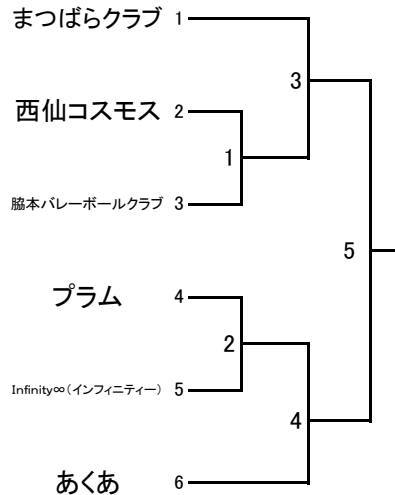 まつばらクラブ 1
3
西仙コスモス 2
1
脇本バレーボールクラブ 3
5
プラム 4
2
Infinity∞(インフィニティー) 5
4
あくあ 6